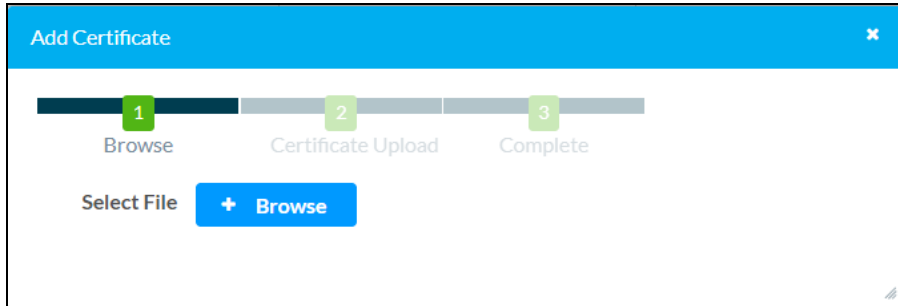 Add Certificate
1 2 3
Browse Certificate Upload Complete
Select File + Browse